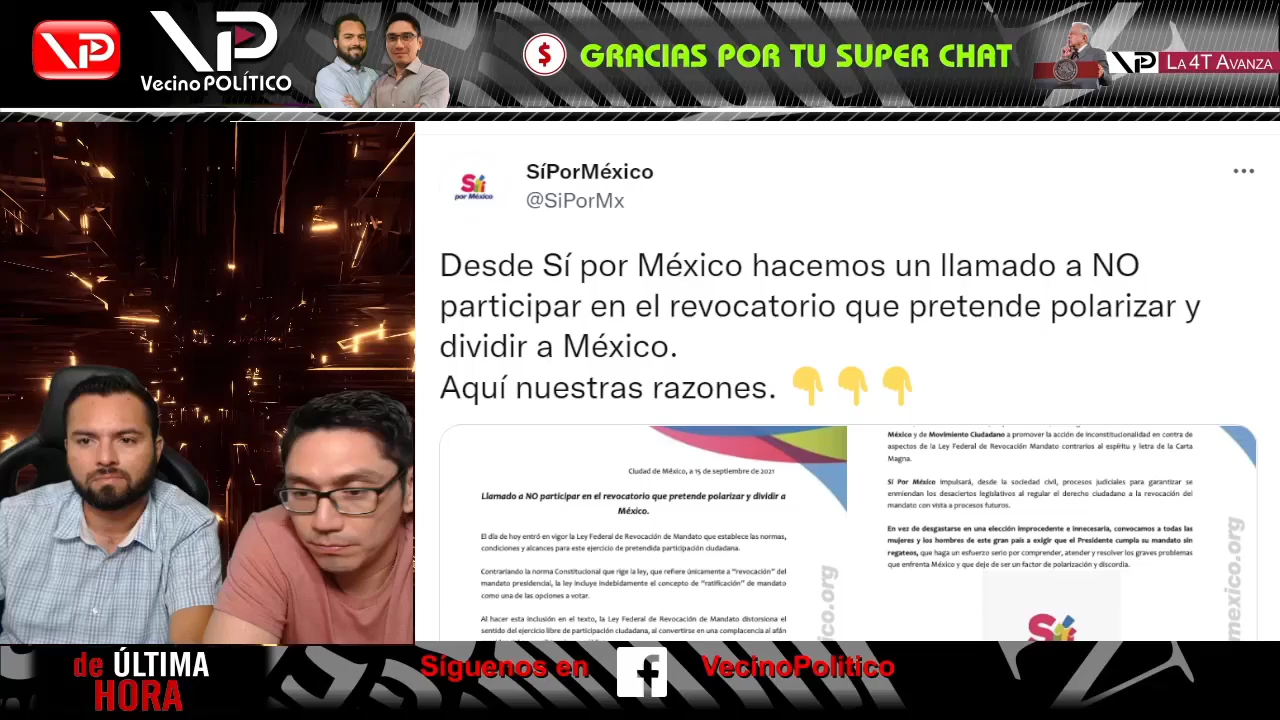 VP
VP
VecinoPOLÍTICO
$ GRACIAS POR TU SUPER CHAT
VP LA 4T AVANZA
SíPorMéxico
@SiPorMx
Sí por México
Desde Sí por México hacemos un llamado a NO
participar en el revocatorio que pretende polarizar y
dividir a México.
Aquí nuestras razones. 👇👇👇
Ciudad de México, a 15 de septiembre de 2021
Llamado a NO participar en el revocatorio que pretende polarizar y dividir a
México.
El día de hoy entró en vigor la Ley Federal de Revocación de Mandato que establece las normas,
condiciones y alcances para este ejercicio de pretendida participación ciudadana.
Contrariando la norma Constitucional que rige la ley, que refiere únicamente a “revocación” del
mandato presidencial, la ley incluye indebidamente el concepto de “ratificación” de mandato
como una de las opciones a votar.
Al hacer esta inclusión en el texto, la Ley Federal de Revocación de Mandato distorsiona el
sentido del ejercicio libre de participación ciudadana, al convertirse en una complacencia al afán
ico.org
México y de Movimiento Ciudadano a promover la acción de inconstitucionalidad en contra de
aspectos de la Ley Federal de Revocación Mandato contrarios al espíritu y letra de la Carta
Magna.
Sí Por México impulsará, desde la sociedad civil, procesos judiciales para garantizar se
enmienden los desaciertos legislativos al regular el derecho ciudadano a la revocación del
mandato con vista a procesos futuros.
En vez de desgastarse en una elección improcedente e innecesaria, convocamos a todas las
mujeres y los hombres de este gran país a exigir que el Presidente cumpla su mandato sin
regateos, que haga un esfuerzo serio por comprender, atender y resolver los graves problemas
que enfrenta México y que deje de ser un factor de polarización y discordia.
mexico.org
Sí
de ÚLTIMA
HORA
Síguenos en f VecinoPolitico